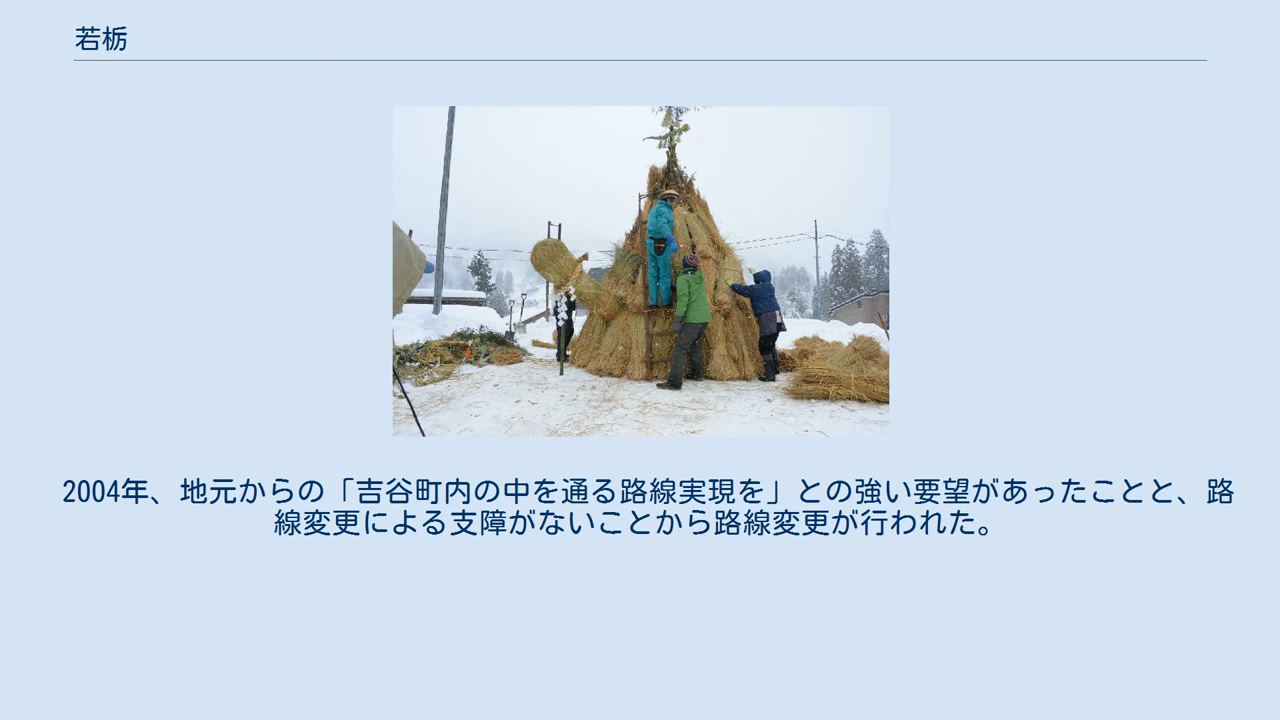 若栃
2004年、地元からの「吉谷町内の中を通る路線実現を」との強い要望があったことと、路
線変更による支障がないことから路線変更が行われた。